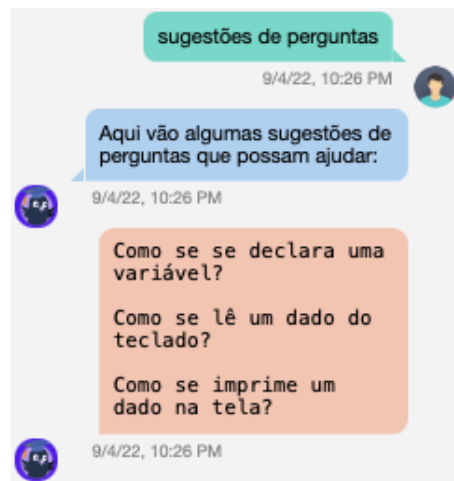 sugestões de perguntas
9/4/22, 10:26 PM
Aqui vão algumas sugestões de
perguntas que possam ajudar:
9/4/22, 10:26 PM
Como se se declara uma
variável?
Como se lê um dado do
teclado?
Como se imprime um
dado na tela?
9/4/22, 10:26 PM